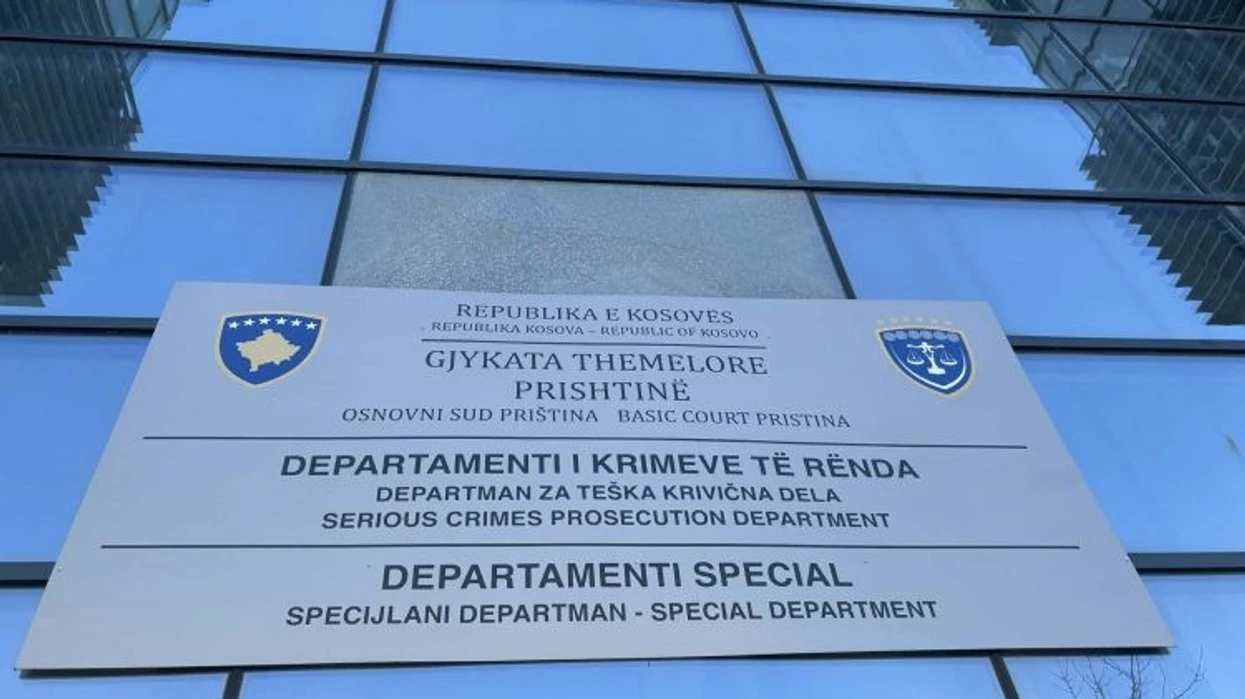 REPUBLIKA E KOSOVËS
REPUBLIKA KOSOVA – REPUBLIC OF KOSOVO
GJYKATA THEMELORE
PRISHTINË
OSNOVNI SUD PRIŠTINA BASIC COURT PRISTINA
DEPARTAMENTI I KRIMEVE TË RËNDA
DEPARTMAN ZA TEŠKA KRIVIČNA DELA
SERIOUS CRIMES PROSECUTION DEPARTMENT
DEPARTAMENTI SPECIAL
SPECIJLANI DEPARTMAN - SPECIAL DEPARTMENT